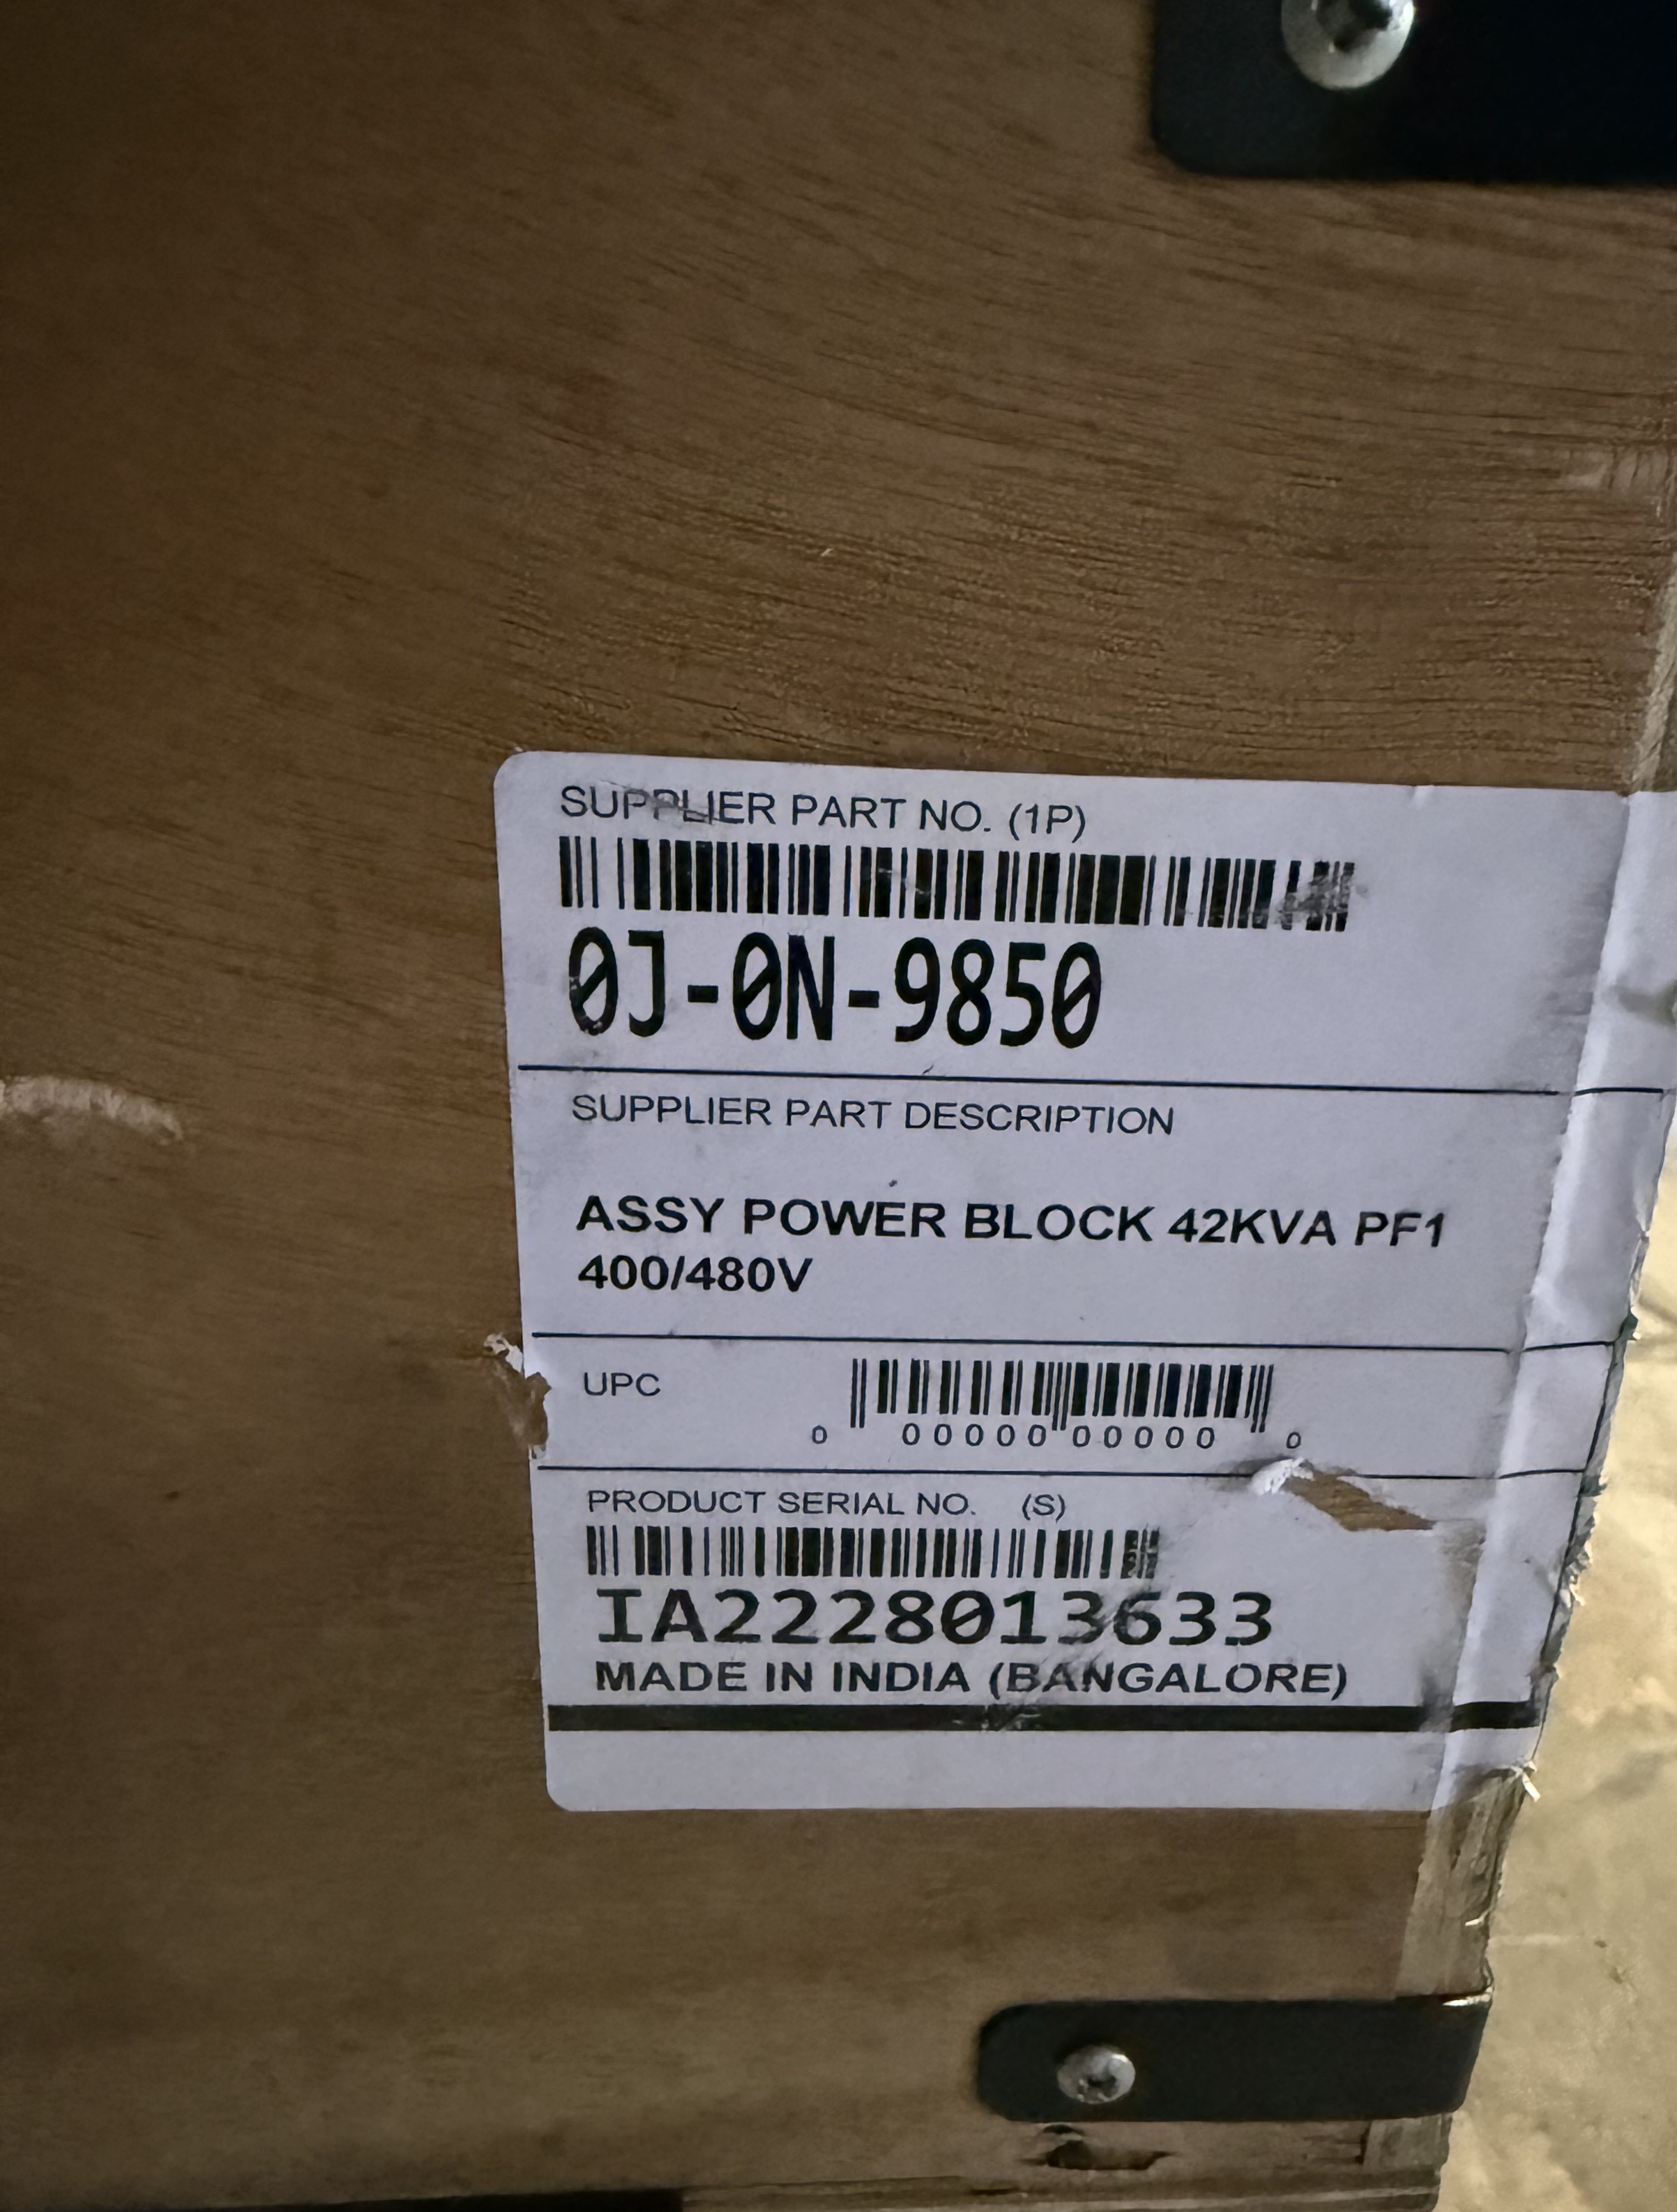 SUPPLIER PART NO. (1P)
0J-0N-9850
SUPPLIER PART DESCRIPTION
ASSY POWER BLOCK 42KVA PF1
400/480V
UPC
0 00000 00000 0
PRODUCT SERIAL NO. (S)
IA2228013633
MADE IN INDIA (BANGALORE)